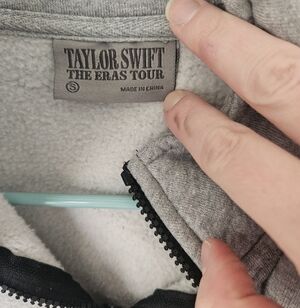 TAYLOR SWIFT
THE ERAS TOUR
S
MADE IN CHINA